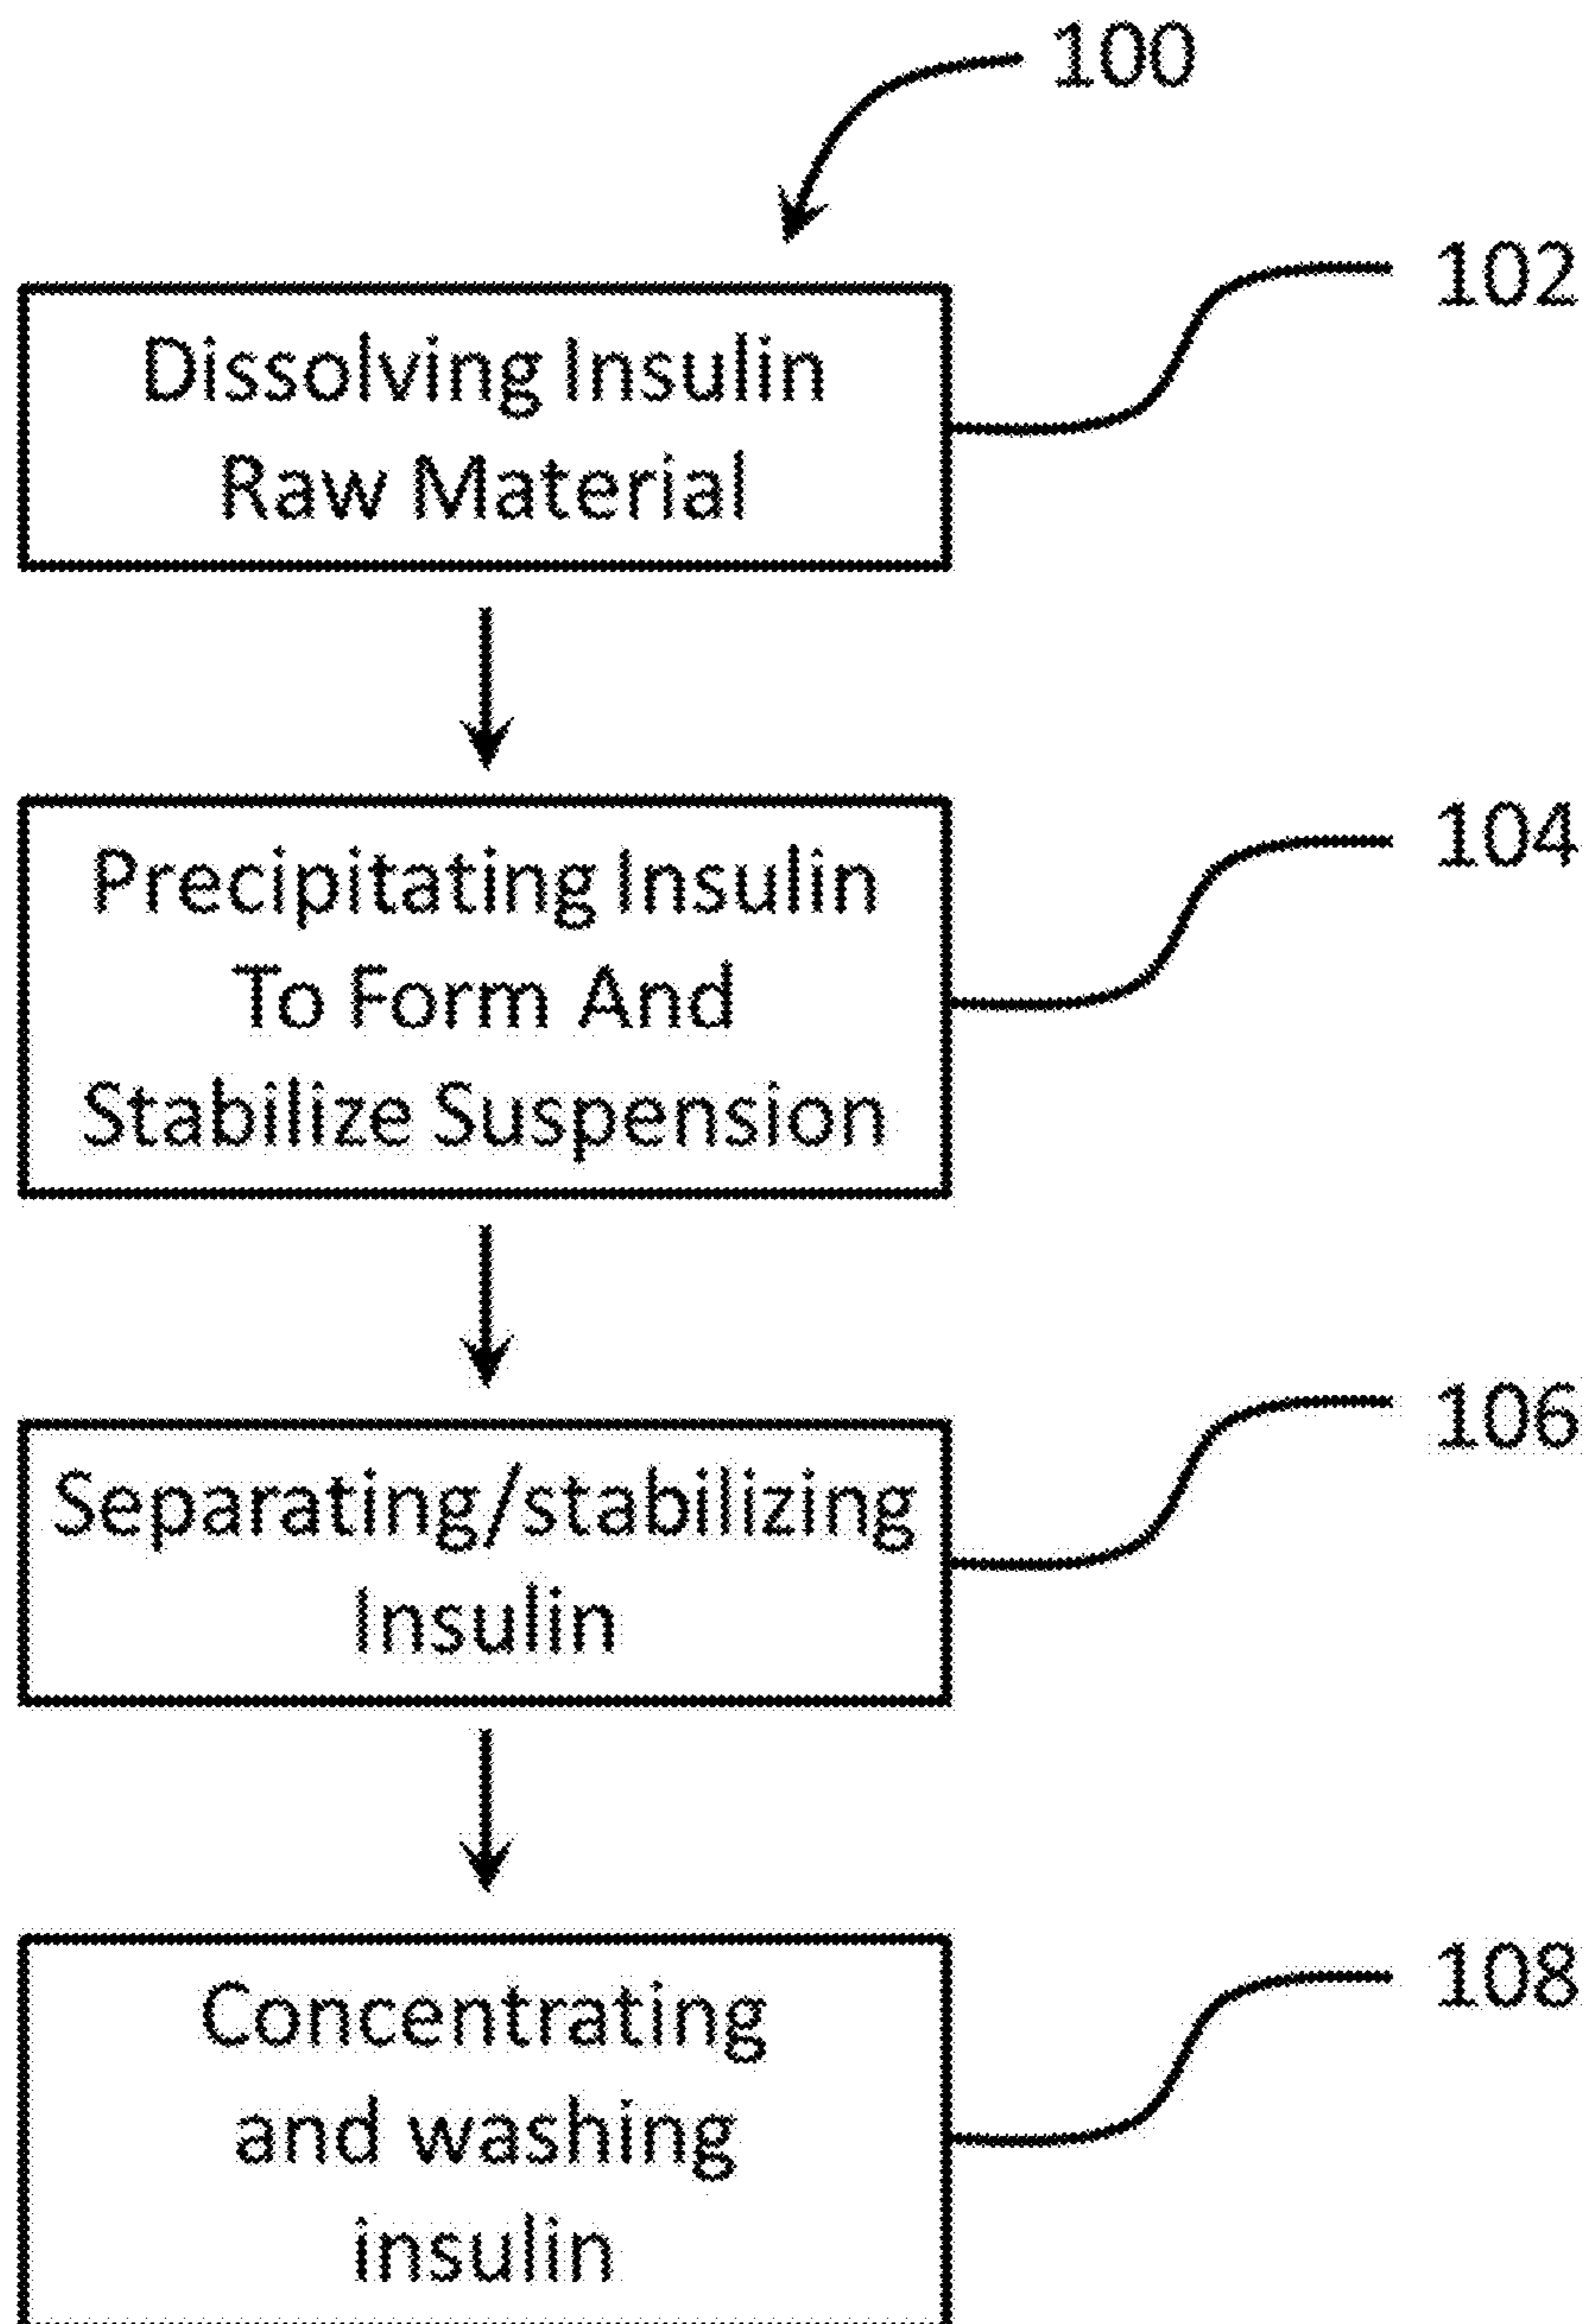 100
102
Dissolving Insulin
Raw Material
104
Precipitating Insulin
To Form And
Stabilize Suspension
106
Separating/stabilizing
Insulin
108
Concentrating
and washing
insulin